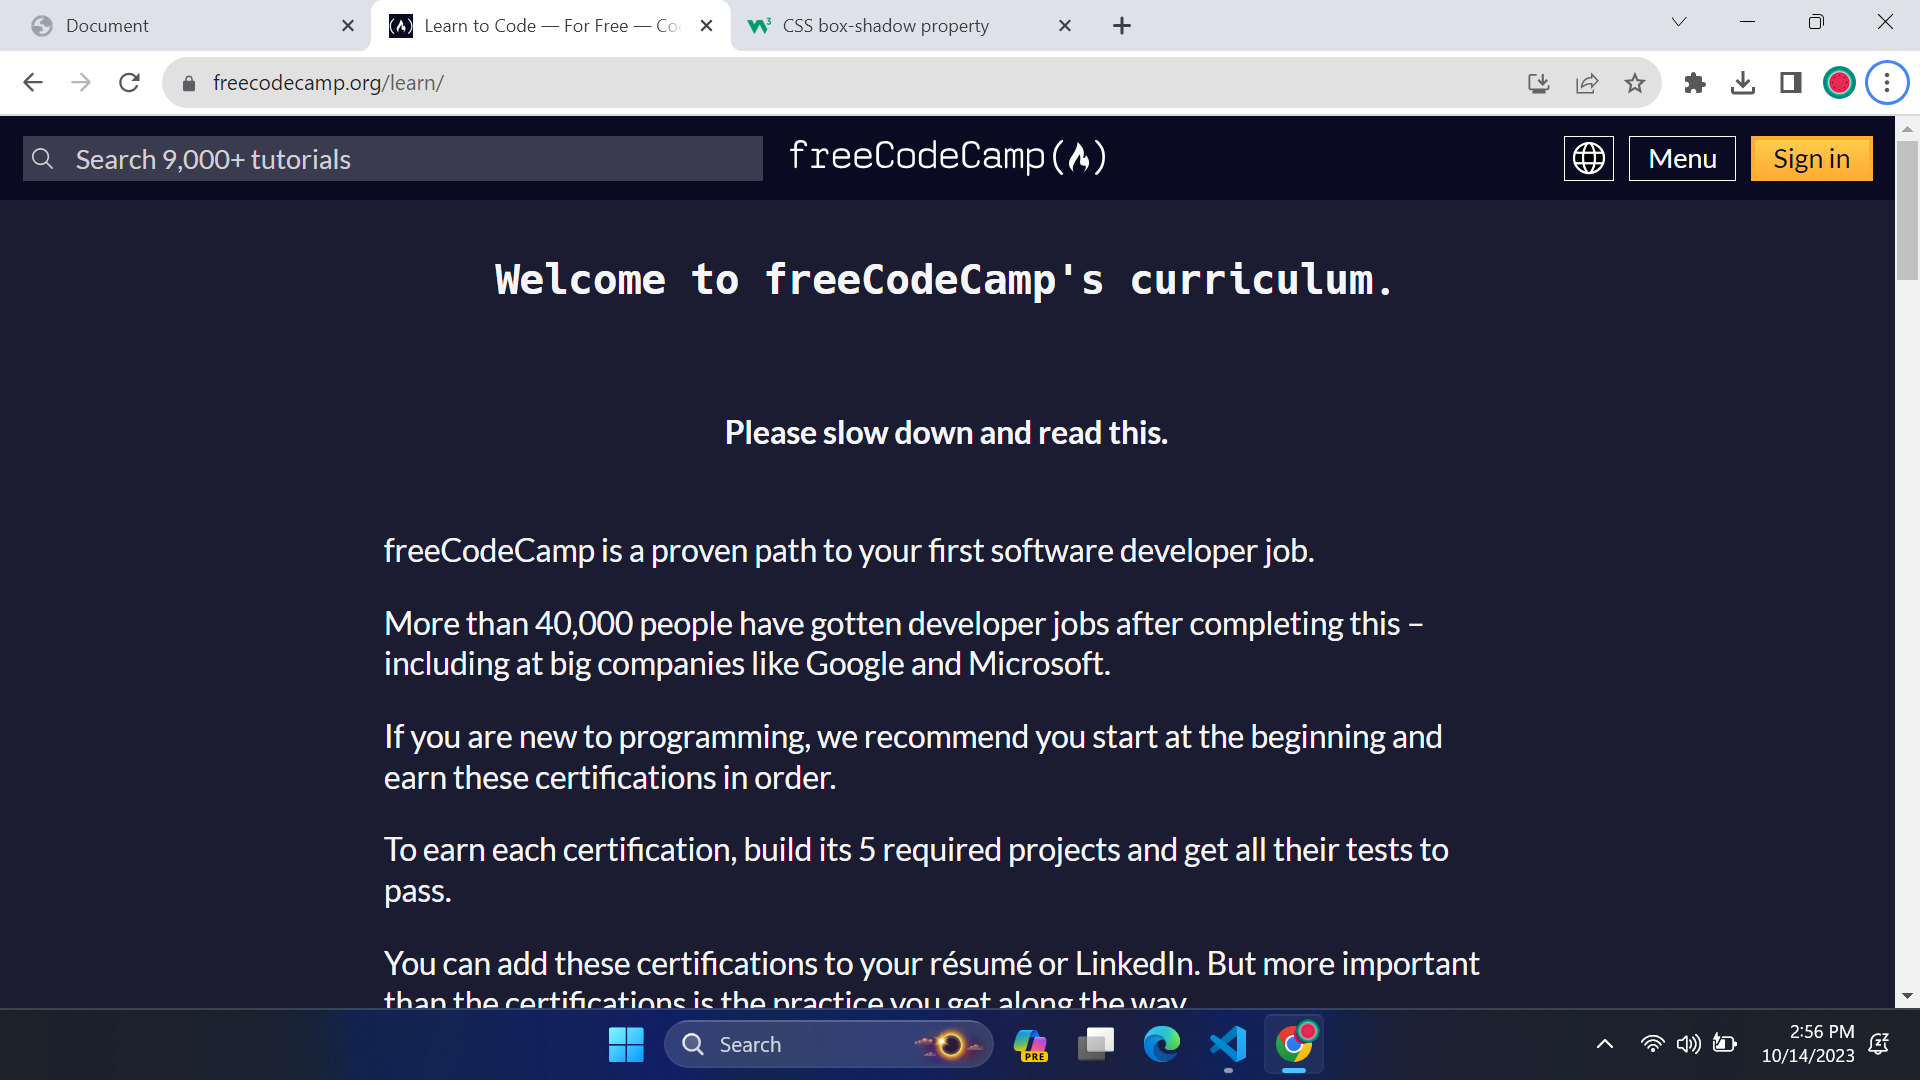 Document
Learn to Code — For Free — Co
CSS box-shadow property
freecodecamp.org/learn/
Search 9,000+ tutorials
freeCodeCamp
Menu
Sign in
Welcome to freeCodeCamp's curriculum.
Please slow down and read this.
freeCodeCamp is a proven path to your first software developer job.
More than 40,000 people have gotten developer jobs after completing this –
including at big companies like Google and Microsoft.
If you are new to programming, we recommend you start at the beginning and
earn these certifications in order.
To earn each certification, build its 5 required projects and get all their tests to
pass.
You can add these certifications to your résumé or LinkedIn. But more important
than the certifications is the practice you get along the way.
Search
PRE
2:56 PM
10/14/2023